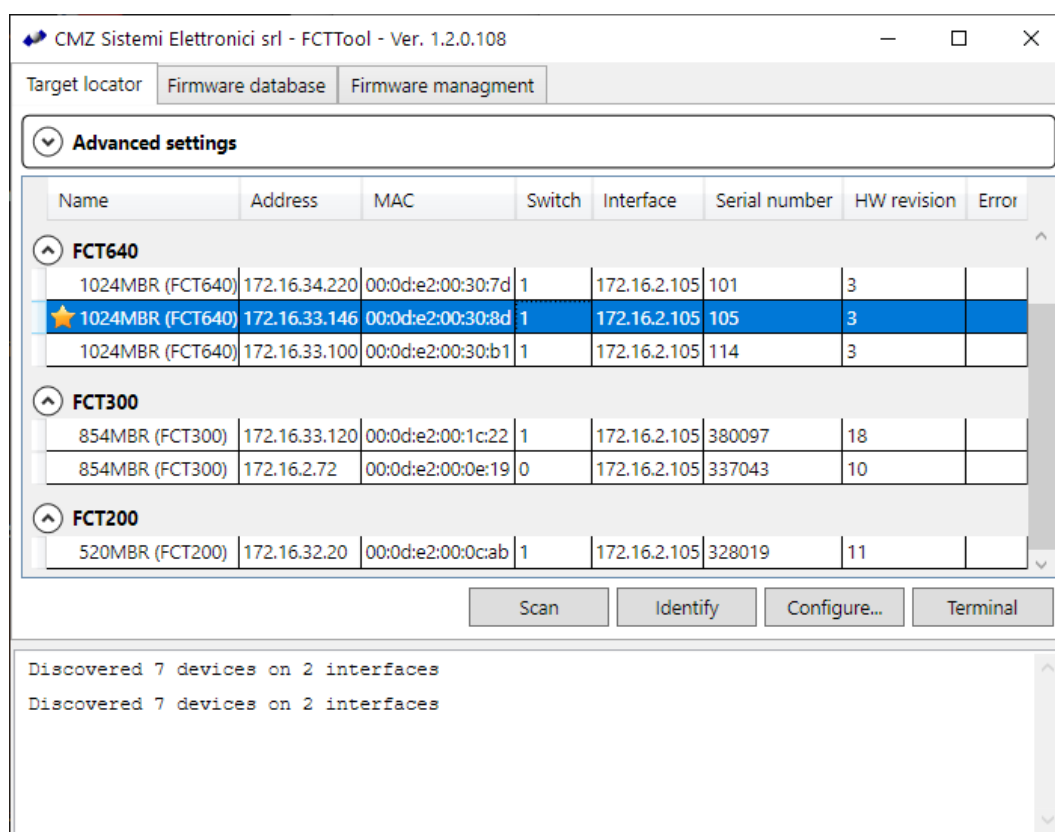 CMZ Sistemi Elettronici srl - FCTTool - Ver. 1.2.0.108
Target locator Firmware database Firmware managment
Advanced settings
Name Address MAC Switch Interface Serial number HW revision Error
FCT640
1024MBR (FCT640) 172.16.34.220 00:0d:e2:00:30:7d 1 172.16.2.105 101 3
1024MBR (FCT640) 172.16.33.146 00:0d:e2:00:30:8d 1 172.16.2.105 105 3
1024MBR (FCT640) 172.16.33.100 00:0d:e2:00:30:b1 1 172.16.2.105 114 3
FCT300
854MBR (FCT300) 172.16.33.120 00:0d:e2:00:1c:22 1 172.16.2.105 380097 18
854MBR (FCT300) 172.16.2.72 00:0d:e2:00:0e:19 0 172.16.2.105 337043 10
FCT200
520MBR (FCT200) 172.16.32.20 00:0d:e2:00:0c:ab 1 172.16.2.105 328019 11
Scan Identify Configure... Terminal
Discovered 7 devices on 2 interfaces
Discovered 7 devices on 2 interfaces